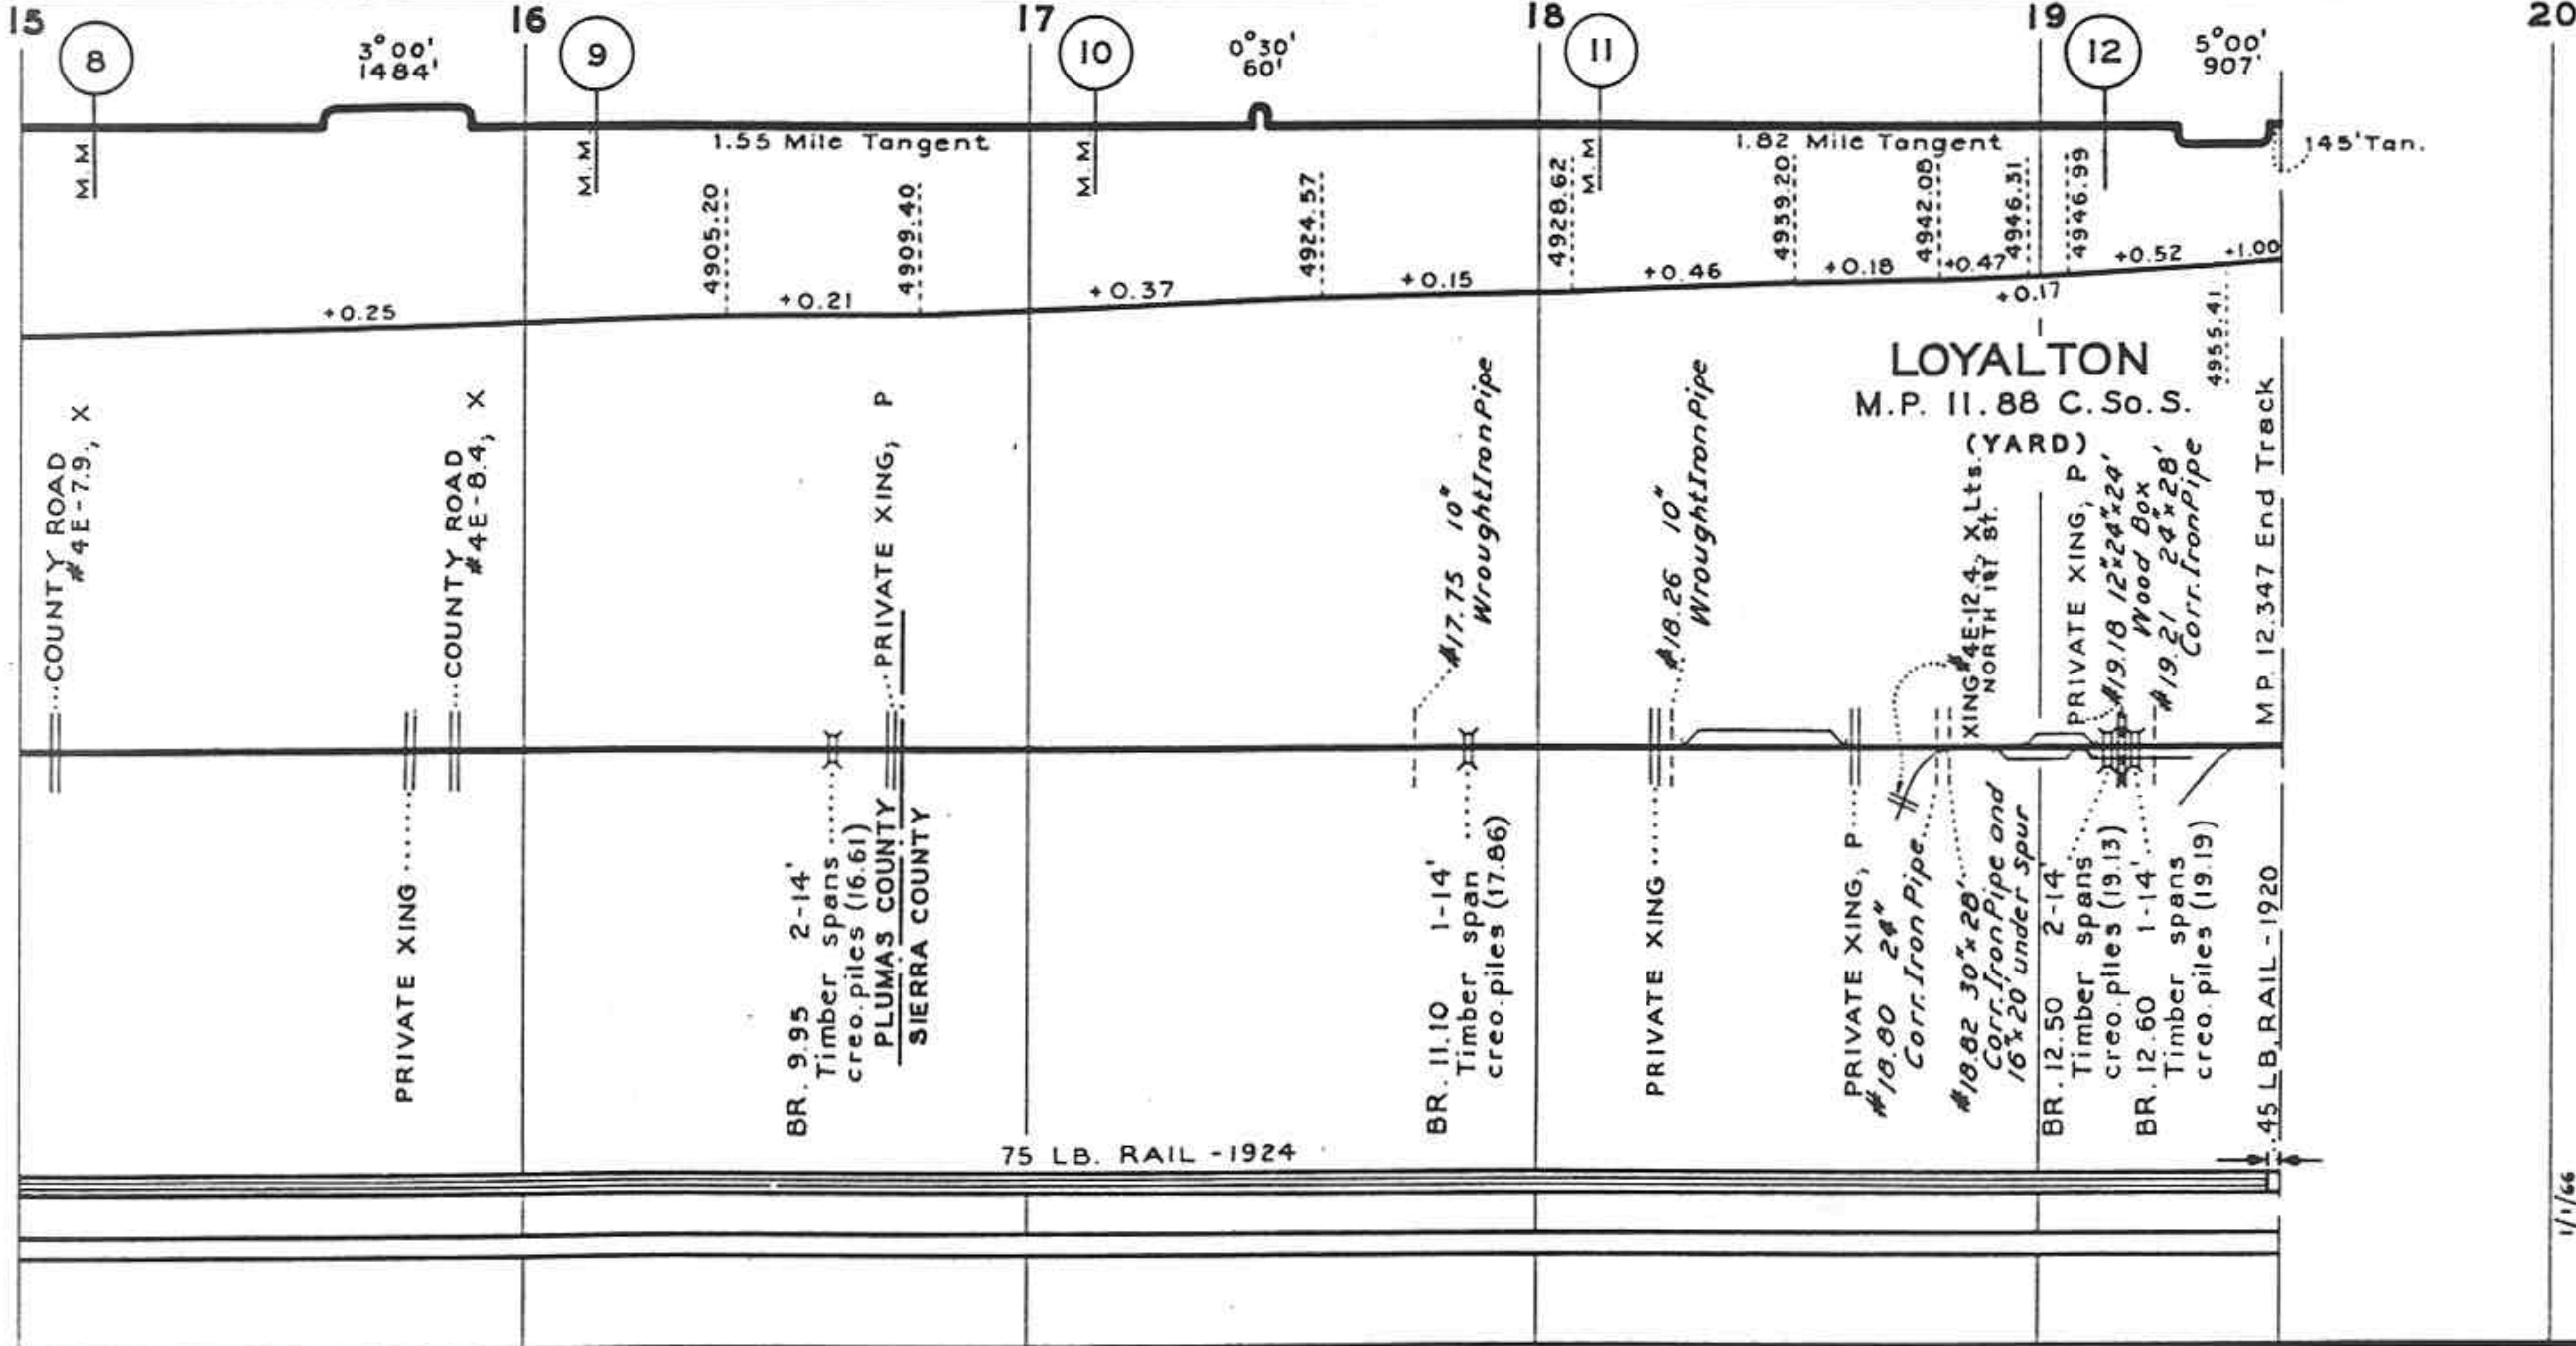 15 16 17 18 19 20
8 9 10 11 12
3°00'
1484'
0°30'
60'
5°00'
907'
M.M M.M M.M M.M
1.55 Mile Tangent
1.82 Mile Tangent
145' Tan.
4905.20
4909.40
4924.57
4928.62
4939.20
4942.08
4946.31
4946.99
4955.41
+0.25
+0.21
+0.37
+0.15
+0.46
+0.18
+0.47
+0.17
+0.52
+1.00
LOYALTON
M.P. 11.88 C.So.S.
(YARD)
COUNTY ROAD
#4E-7.9, X
COUNTY ROAD
#4E-8.4, X
PRIVATE XING, P
#17.75 10"
Wrought Iron Pipe
#18.26 10"
Wrought Iron Pipe
XING #4E-12.4, X Lts.
NORTH 1ST St.
PRIVATE XING, P
#19.18 12"x24"x24'
Wood Box
#19.21 24"x28'
Corr. Iron Pipe
M.P. 12.347 End Track
PRIVATE XING
BR. 9.95 2-14'
Timber spans
creo. piles (16.61)
PLUMAS COUNTY
SIERRA COUNTY
BR. 11.10 1-14'
Timber span
creo. piles (17.86)
PRIVATE XING
PRIVATE XING, P
#18.80 24"
Corr. Iron Pipe
#18.82 30"x28'
Corr. Iron Pipe and
16"x20' under spur
BR. 12.50 2-14'
Timber spans
creo. piles (19.13)
BR. 12.60 1-14'
Timber spans
creo. piles (19.19)
45 LB. RAIL - 1920
75 LB. RAIL - 1924
1/1/66